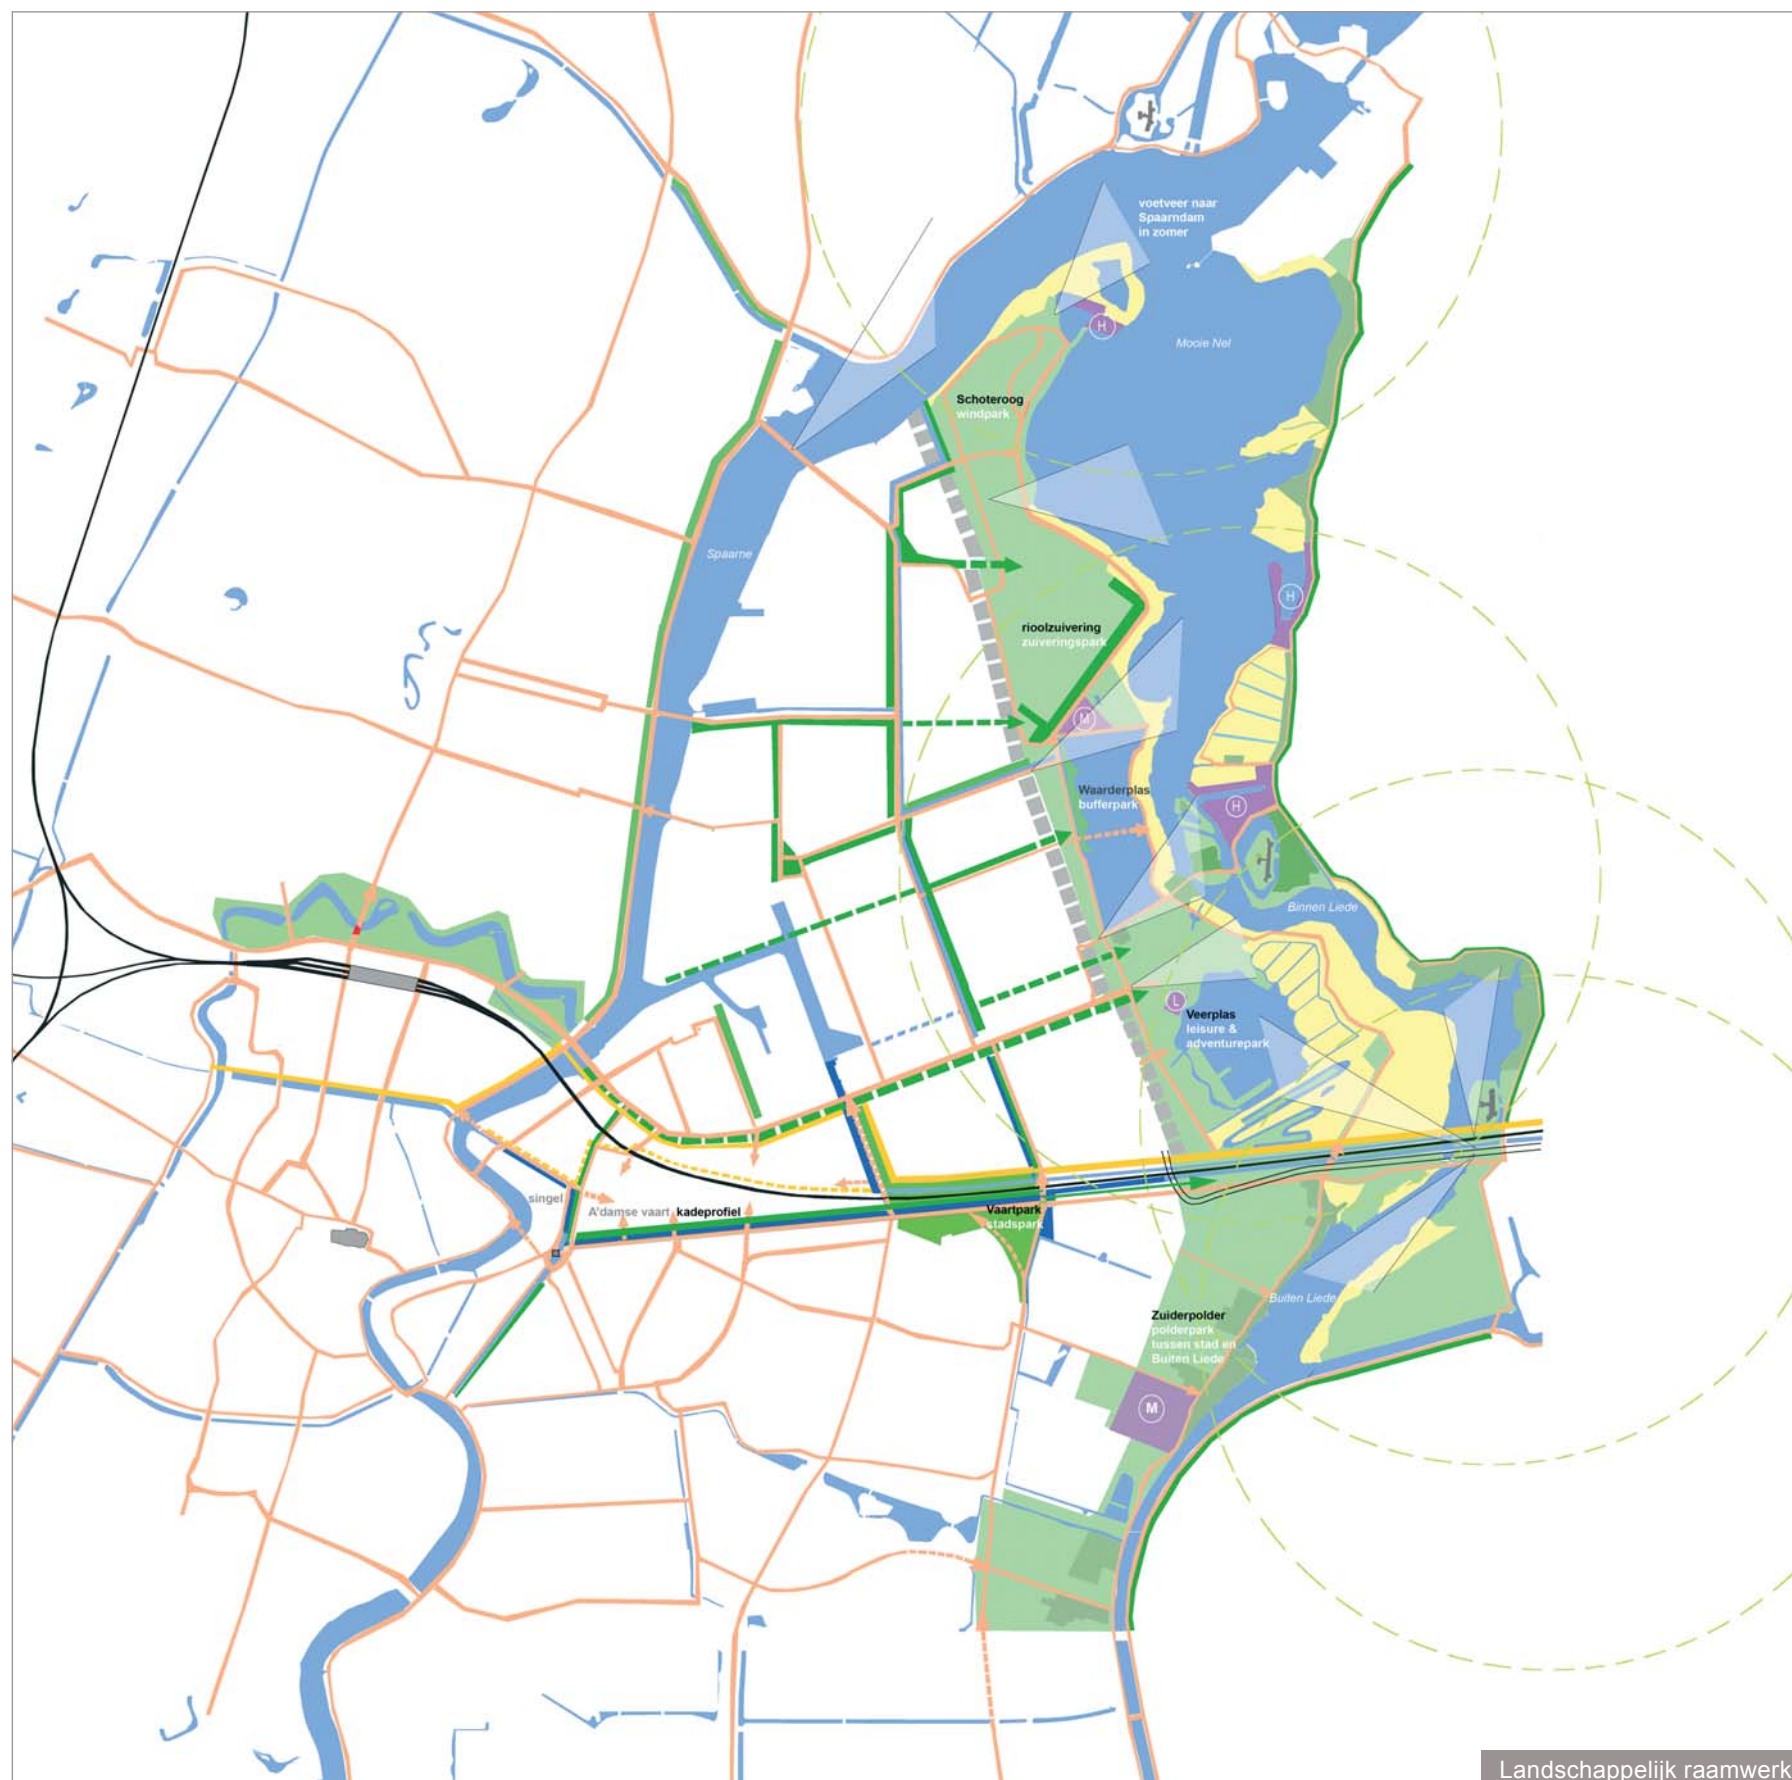 voetveer naar
Spaarndam
in zomer
H
Mooie Nel
Schoteroog
windpark
Spaarne
H
rioolzuivering
zuiveringspark
M
Waarderplas
bufferpark
H
Binnen Liede
L
Veerplas
leisure &
adventurepark
singel
A'damse vaart kadeprofiel
Vaartpark
stadspark
Buiten Liede
Zuiderpolder
polderpark
tussen stad en
Buiten Liede
M
Landschappelijk raamwerk